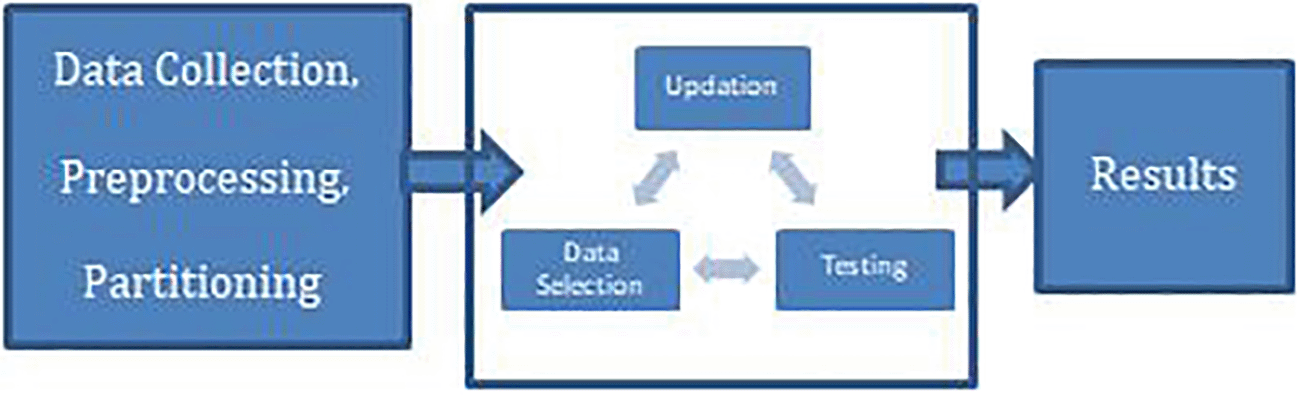 Data Collection,
Preprocessing,
Partitioning
Updation
Data
Selection
Testing
Results